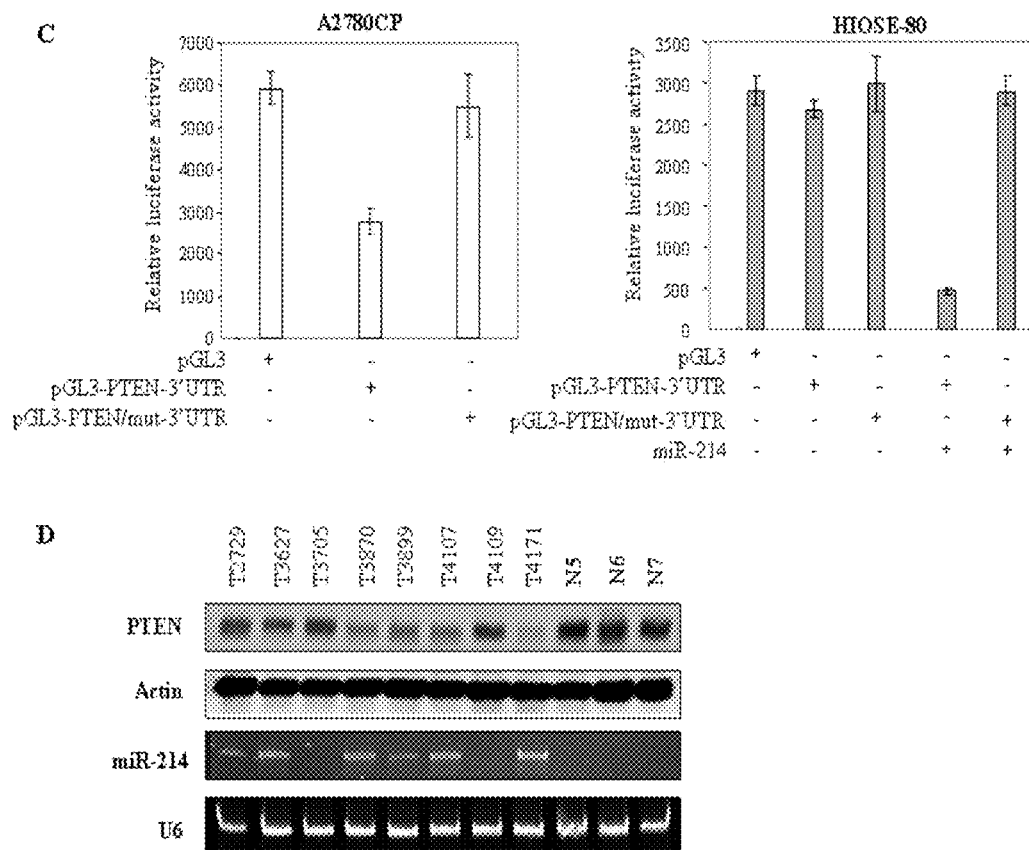 C
A2780CP
Relative luciferase activity
7000
6000
5000
4000
3000
2000
1000
0
pGL3 + - -
pGL3-PTEN-3'UTR - + -
pGL3-PTEN/mut-3'UTR - - +
HIOSE-80
Relative luciferase activity
3500
3000
2500
2000
1500
1000
500
0
pGL3 + - - - -
pGL3-PTEN-3'UTR - + - + -
pGL3-PTEN/mut-3'UTR - - + - +
miR-214 - - - + +
D
T2729 T3627 T3705 T3870 T3899 T4107 T4109 T4171 N5 N6 N7
PTEN
Actin
miR-214
U6